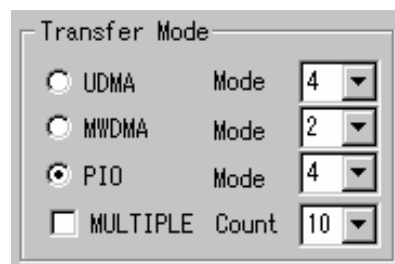 Transfer Mode
UDMA Mode 4
MWDMA Mode 2
PIO Mode 4
MULTIPLE Count 10